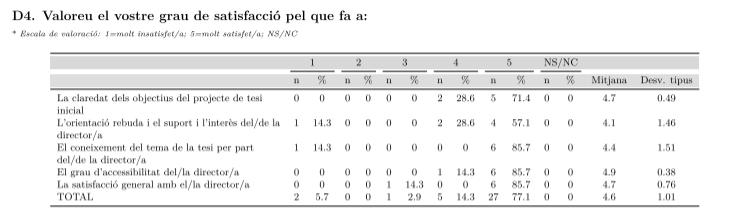 D4. Valoreu el vostre grau de satisfacció pel que fa a:
* Escala de valoració: 1=molt insatisfet/a; 5=molt satisfet/a; NS/NC
1 2 3 4 5 NS/NC
n % n % n % n % n % n % Mitjana Desv. tipus
La claredat dels objectius del projecte de tesi 0 0 0 0 0 0 2 28.6 5 71.4 0 0 4.7 0.49
inicial
L'orientació rebuda i el suport i l'interès del/de la 1 14.3 0 0 0 0 2 28.6 4 57.1 0 0 4.1 1.46
director/a
El coneixement del tema de la tesi per part 1 14.3 0 0 0 0 0 0 6 85.7 0 0 4.4 1.51
del/de la director/a
El grau d'accessibilitat del/la director/a 0 0 0 0 0 0 1 14.3 6 85.7 0 0 4.9 0.38
La satisfacció general amb el/la director/a 0 0 0 0 1 14.3 0 0 6 85.7 0 0 4.7 0.76
TOTAL 2 5.7 0 0 1 2.9 5 14.3 27 77.1 0 0 4.6 1.01